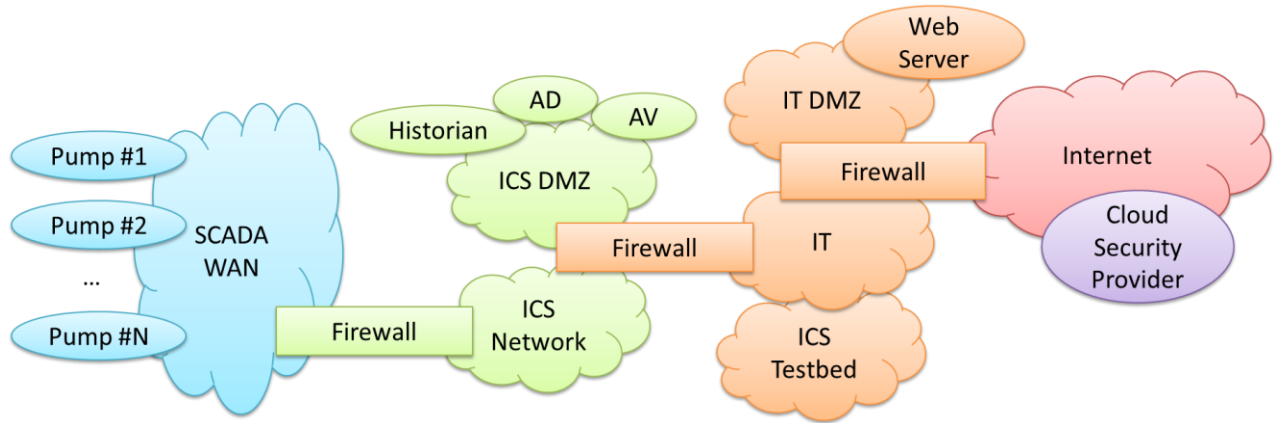 Pump #1
Pump #2
...
Pump #N
SCADA
WAN
Firewall
Historian
AD
AV
ICS DMZ
ICS
Network
Firewall
Web
Server
IT DMZ
Firewall
IT
ICS
Testbed
Internet
Cloud
Security
Provider